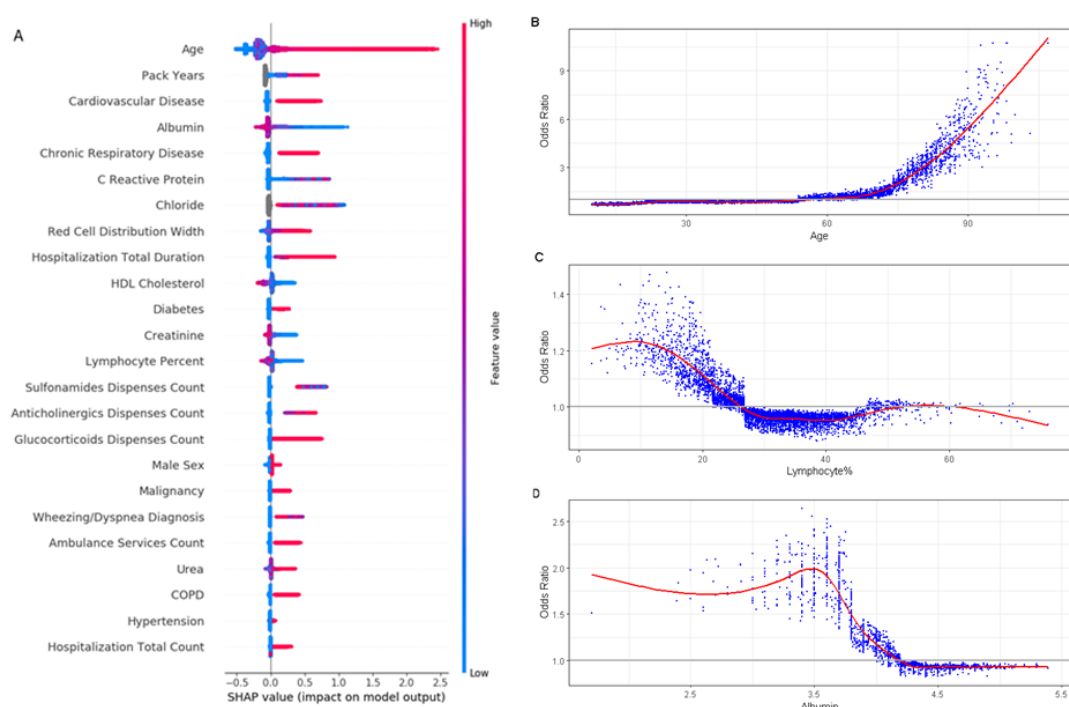 A
High
Age
Pack Years
Cardiovascular Disease
Albumin
Chronic Respiratory Disease
C Reactive Protein
Chloride
Red Cell Distribution Width
Hospitalization Total Duration
HDL Cholesterol
Diabetes
Creatinine
Lymphocyte Percent
Sulfonamides Dispenses Count
Anticholinergics Dispenses Count
Glucocorticoids Dispenses Count
Male Sex
Malignancy
Wheezing/Dyspnea Diagnosis
Ambulance Services Count
Urea
COPD
Hypertension
Hospitalization Total Count
Low
Feature value
−0.5 0.0 0.5 1.0 1.5 2.0 2.5
SHAP value (impact on model output)
B
Odds Ratio
9
6
3
30 60 90
Age
C
Odds Ratio
1.4
1.2
1.0
0 20 40 60
Lymphocyte%
D
Odds Ratio
2.5
2.0
1.5
1.0
2.5 3.5 4.5 5.5
Albumin